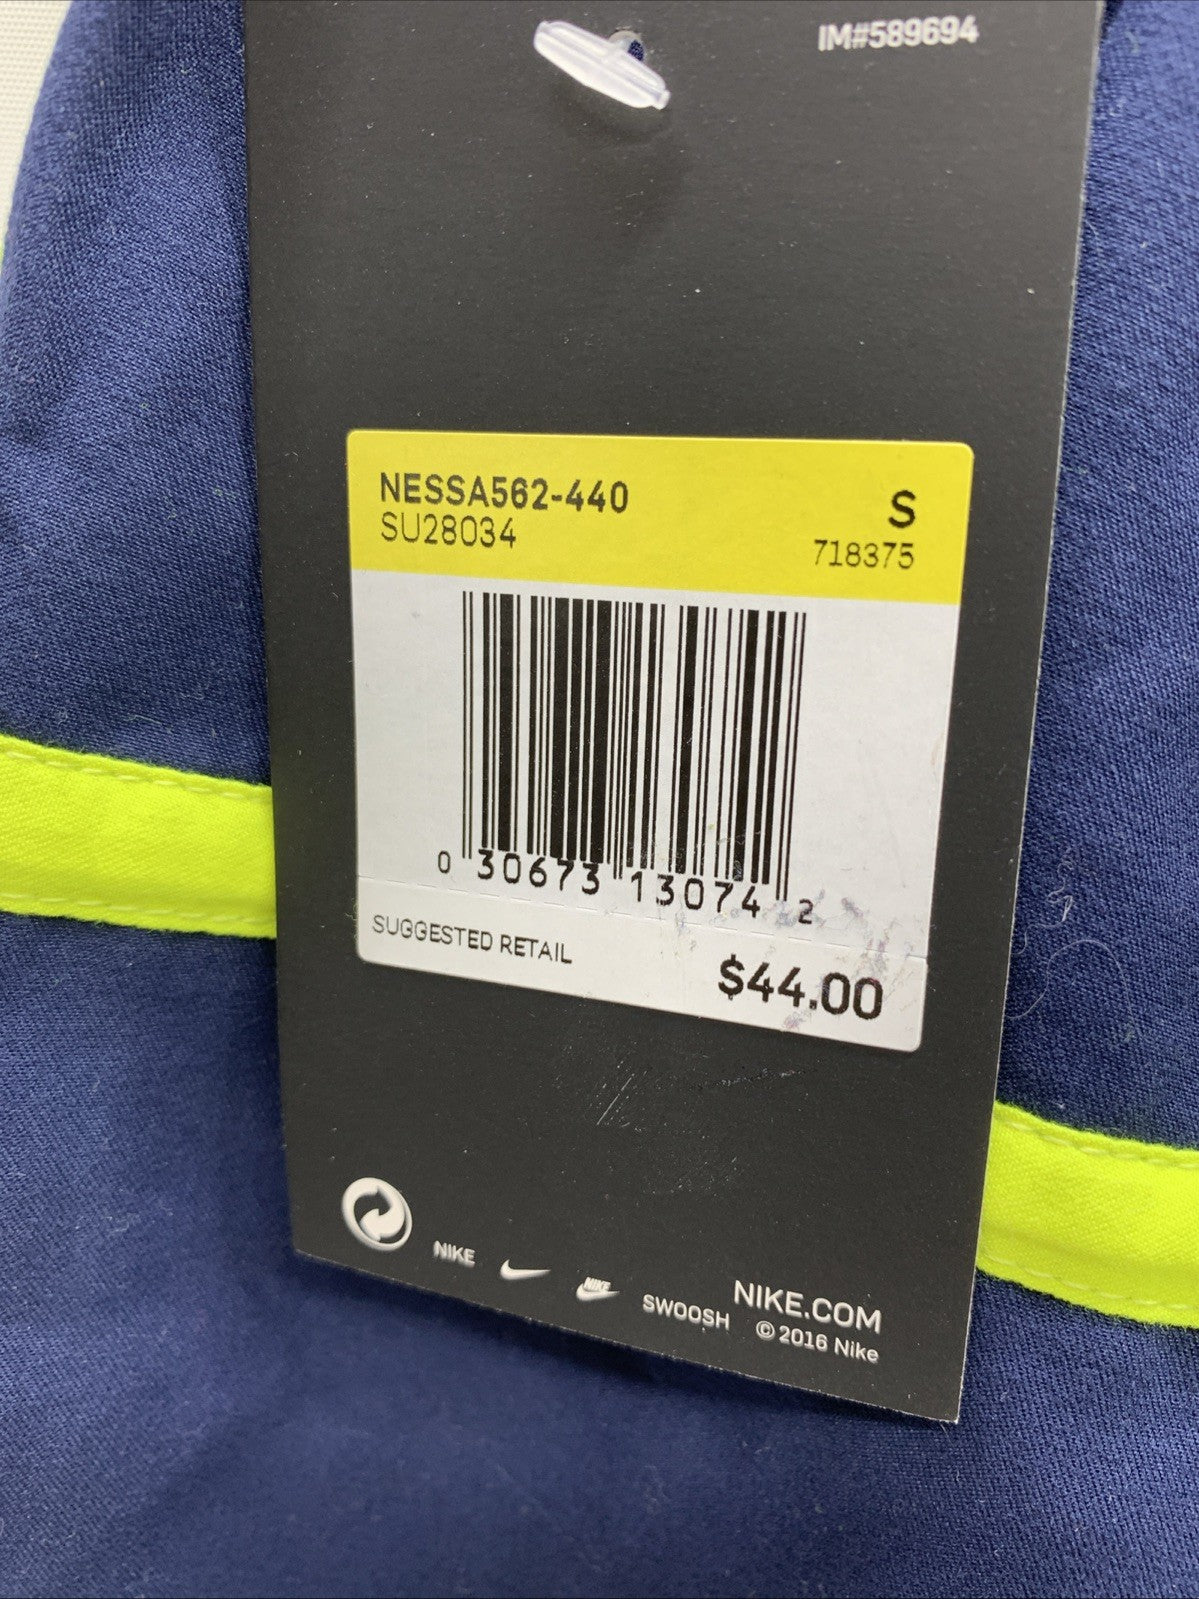 IM#589694
NESSA562-440
S
SU28034
718375
0 30673 13074 2
SUGGESTED RETAIL
$44.00
NIKE
NIKE
SWOOSH
NIKE.COM
© 2016 Nike